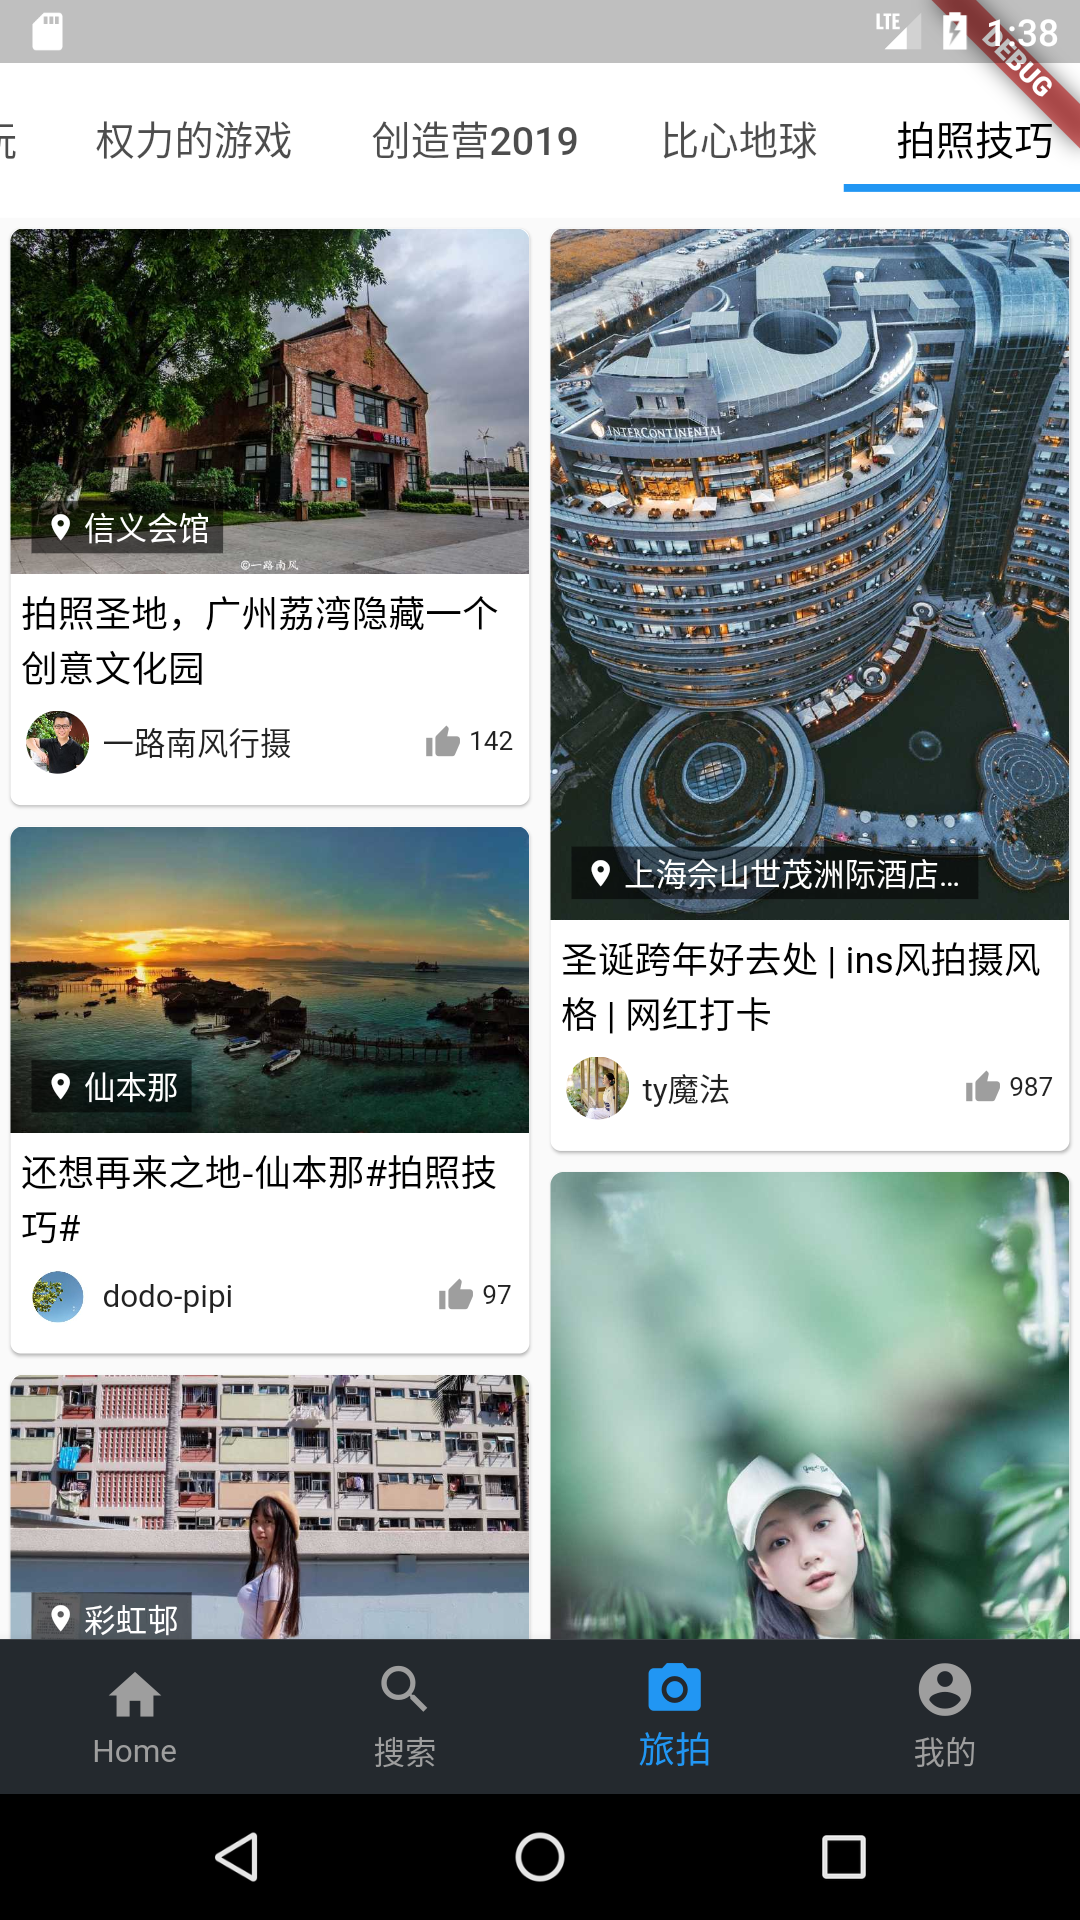 LTE
1:38
DEBUG
玩
权力的游戏
创造营2019
比心地球
拍照技巧
信义会馆
©一路南风
拍照圣地，广州荔湾隐藏一个
创意文化园
一路南风行摄
142
INTERCONTINENTAL
上海佘山世茂洲际酒店...
圣诞跨年好去处 | ins风拍摄风
格 | 网红打卡
ty魔法
987
仙本那
还想再来之地-仙本那#拍照技
巧#
dodo-pipi
97
彩虹邨
Home
搜索
旅拍
我的